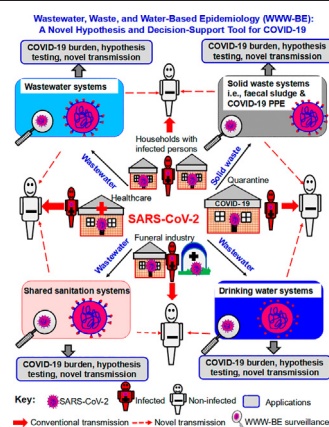 Wastewater, Waste, and Water-Based Epidemiology (WWW-BE):
A Novel Hypothesis and Decision-Support Tool for COVID-19
COVID-19 burden, hypothesis
testing, novel transmission
COVID-19 burden, hypothesis
testing, novel transmission
Wastewater systems
Solid waste systems
i.e., faecal sludge &
COVID-19 PPE
Households with
infected persons
Wastewater
Solid waste
Healthcare
Quarantine
COVID-19
SARS-CoV-2
Funeral industry
Wastewater
Wastewater
Shared sanitation systems
Drinking water systems
COVID-19 burden, hypothesis
testing, novel transmission
COVID-19 burden, hypothesis
testing, novel transmission
Key: SARS-CoV-2 Infected Non-infected Applications
Conventional transmission Novel transmission WWW-BE surveillance